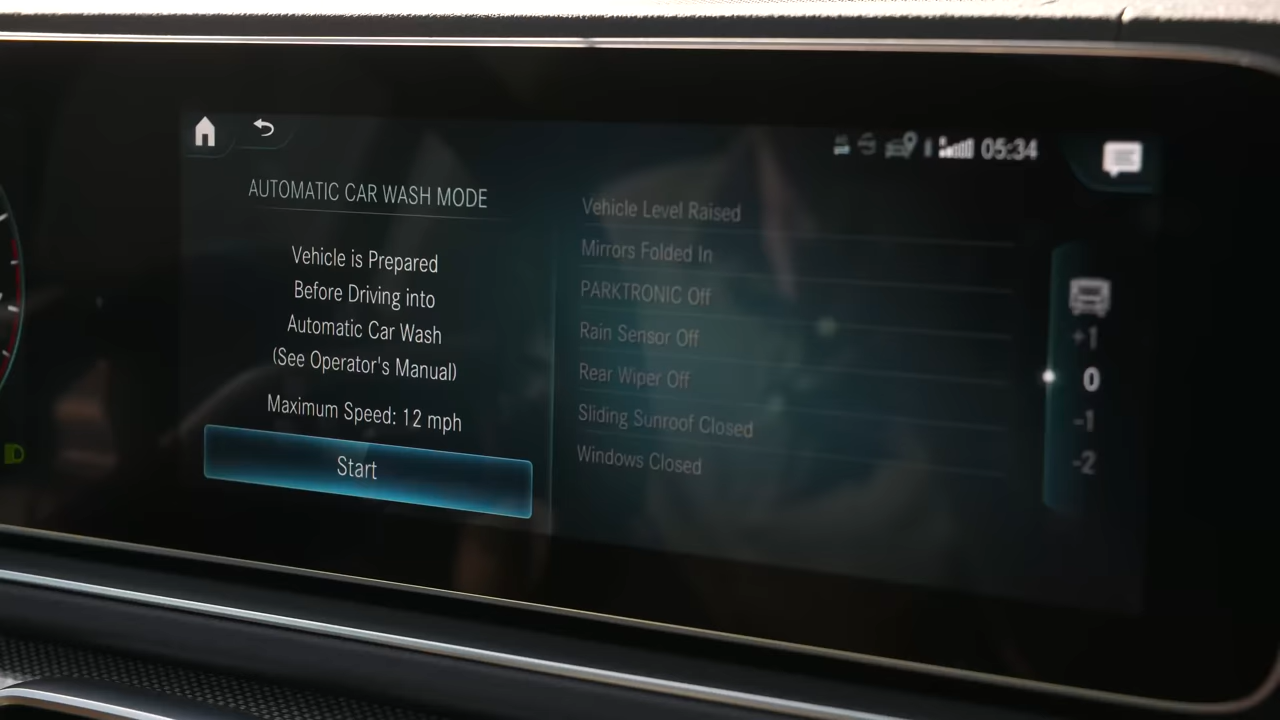 05:34
AUTOMATIC CAR WASH MODE
Vehicle is Prepared
Before Driving into
Automatic Car Wash
(See Operator's Manual)
Maximum Speed: 12 mph
Start
Vehicle Level Raised
Mirrors Folded In
PARKTRONIC Off
Rain Sensor Off
Rear Wiper Off
Sliding Sunroof Closed
Windows Closed
+1
0
-1
-2